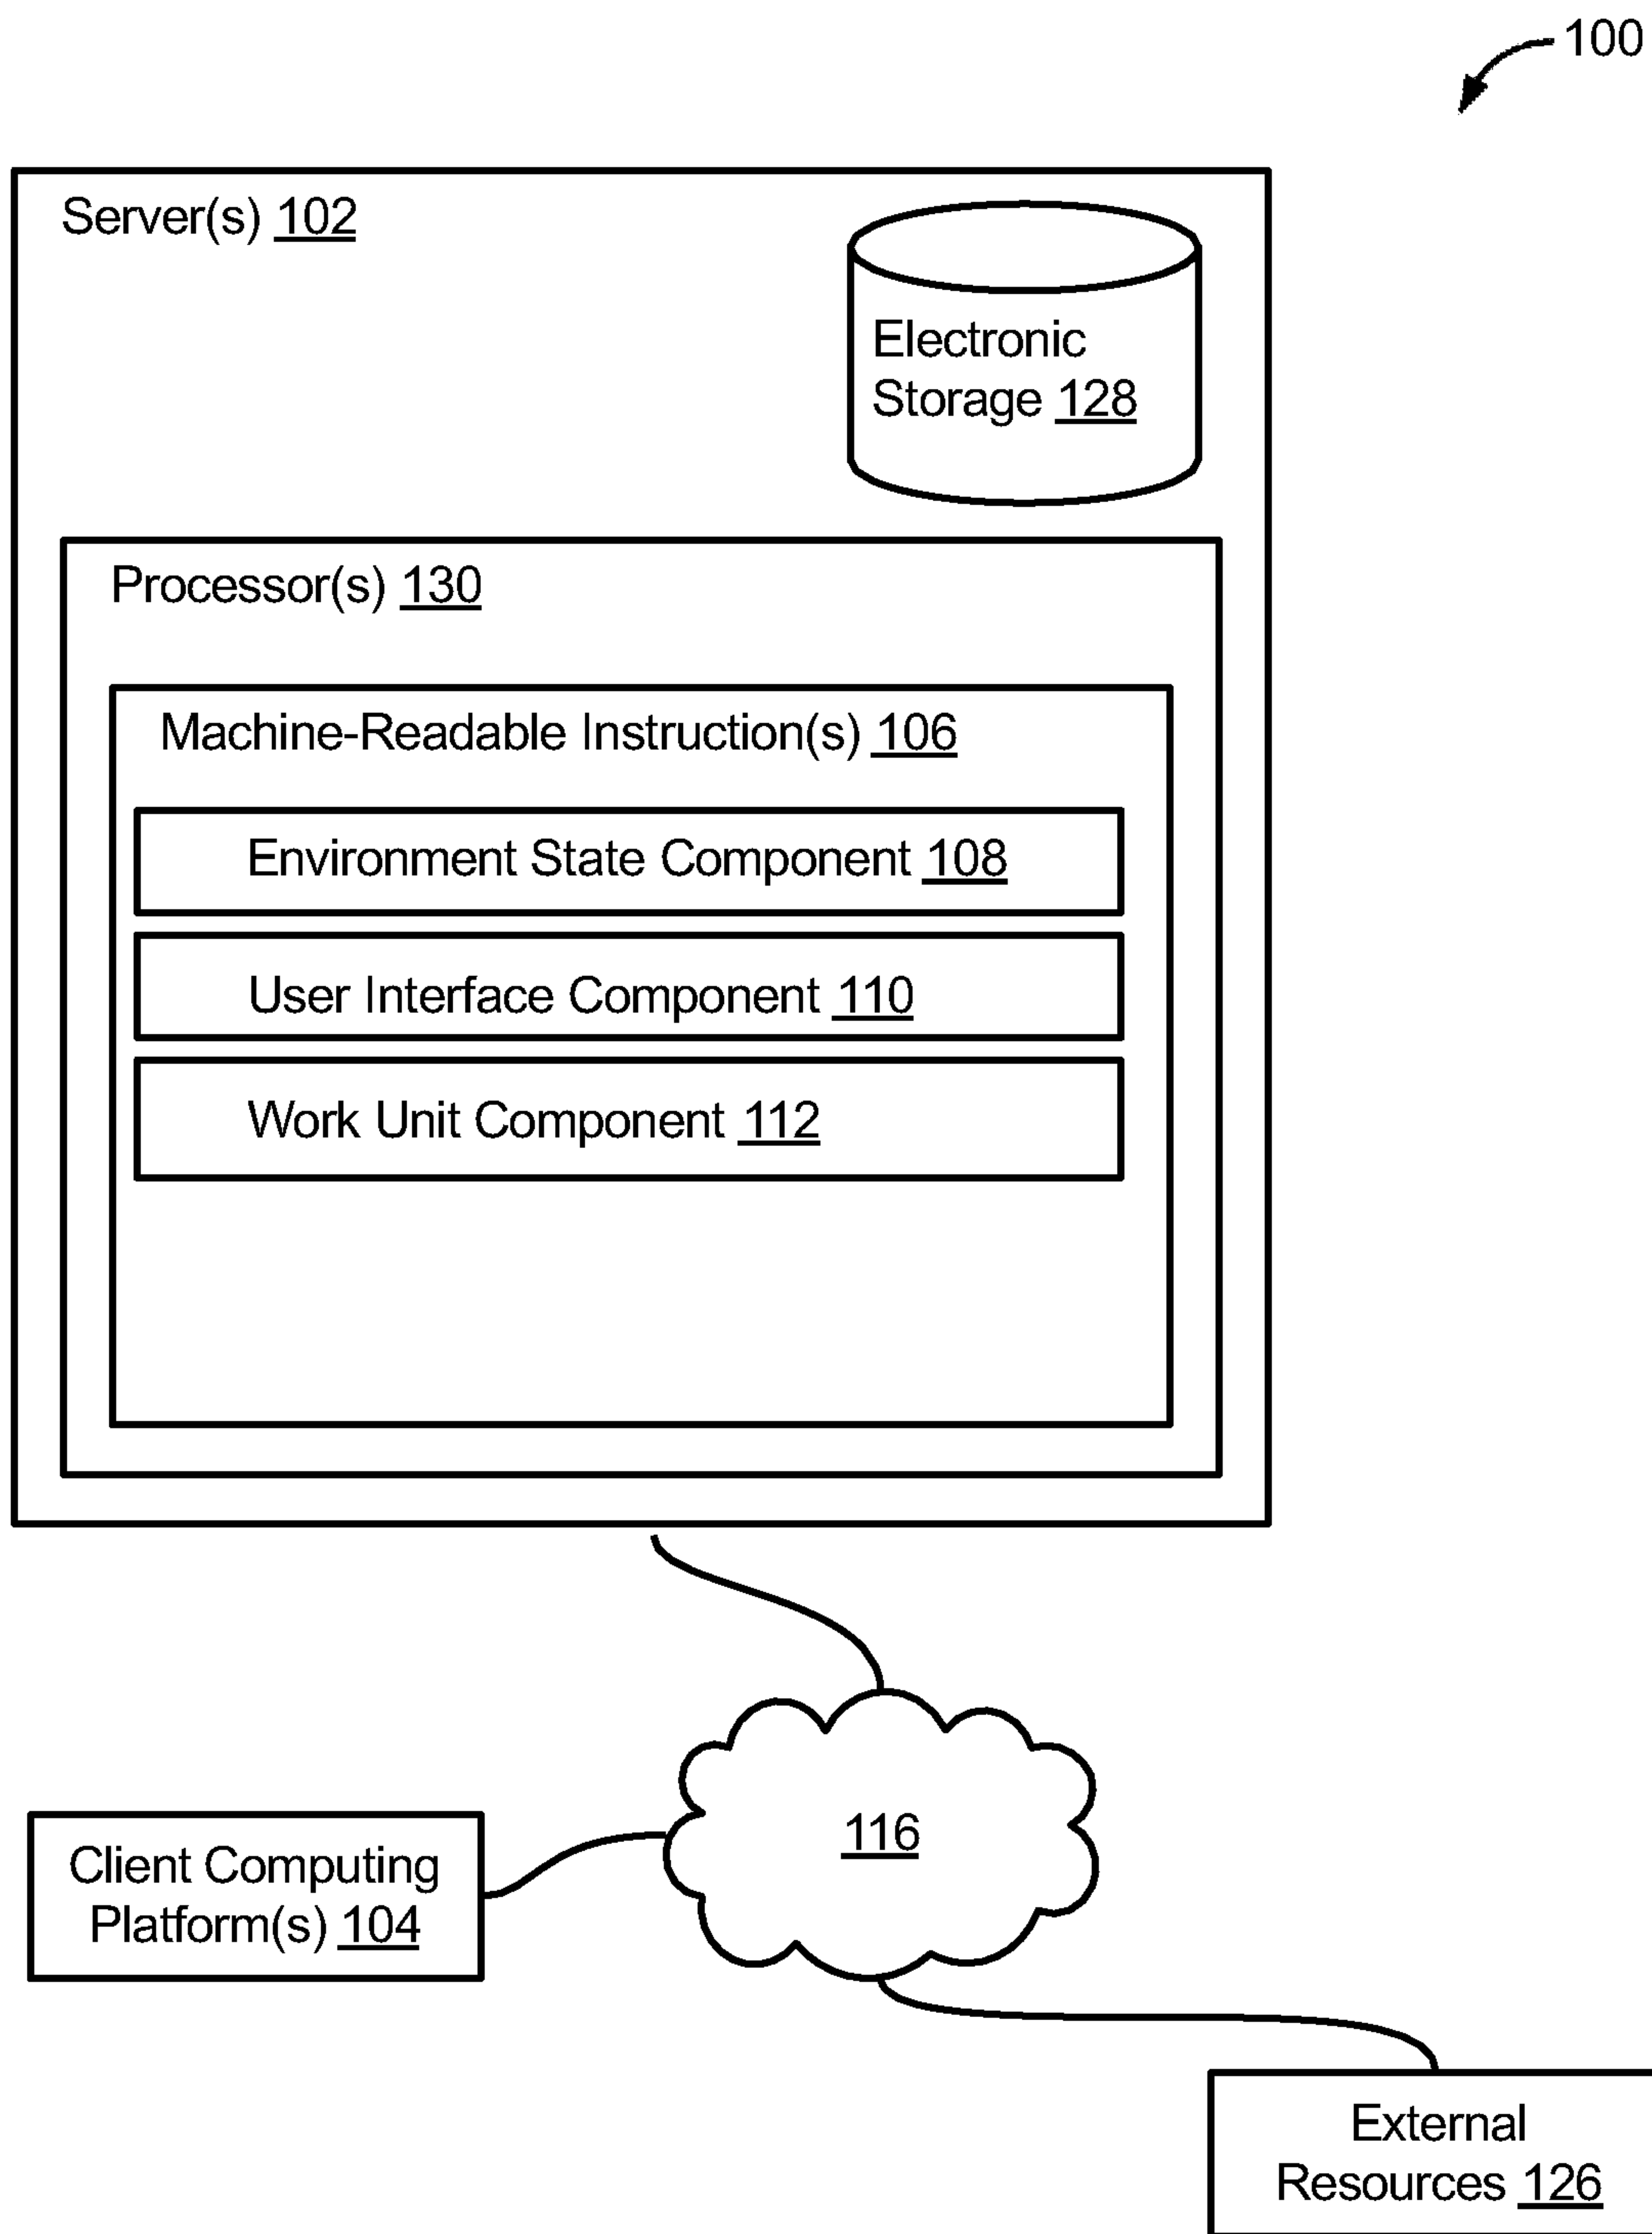 100
Server(s) 102
Electronic
Storage 128
Processor(s) 130
Machine-Readable Instruction(s) 106
Environment State Component 108
User Interface Component 110
Work Unit Component 112
116
Client Computing
Platform(s) 104
External
Resources 126